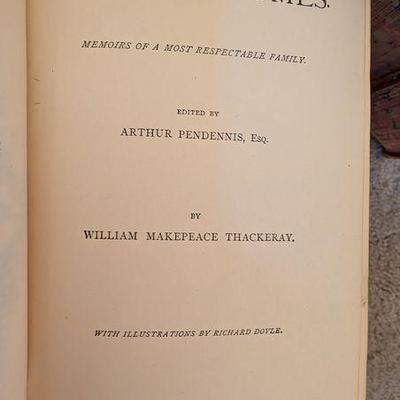 MEMOIRS OF A MOST RESPECTABLE FAMILY.
EDITED BY
ARTHUR PENDENNIS, Esq.
BY
WILLIAM MAKEPEACE THACKERAY.
WITH ILLUSTRATIONS BY RICHARD DOYLE.